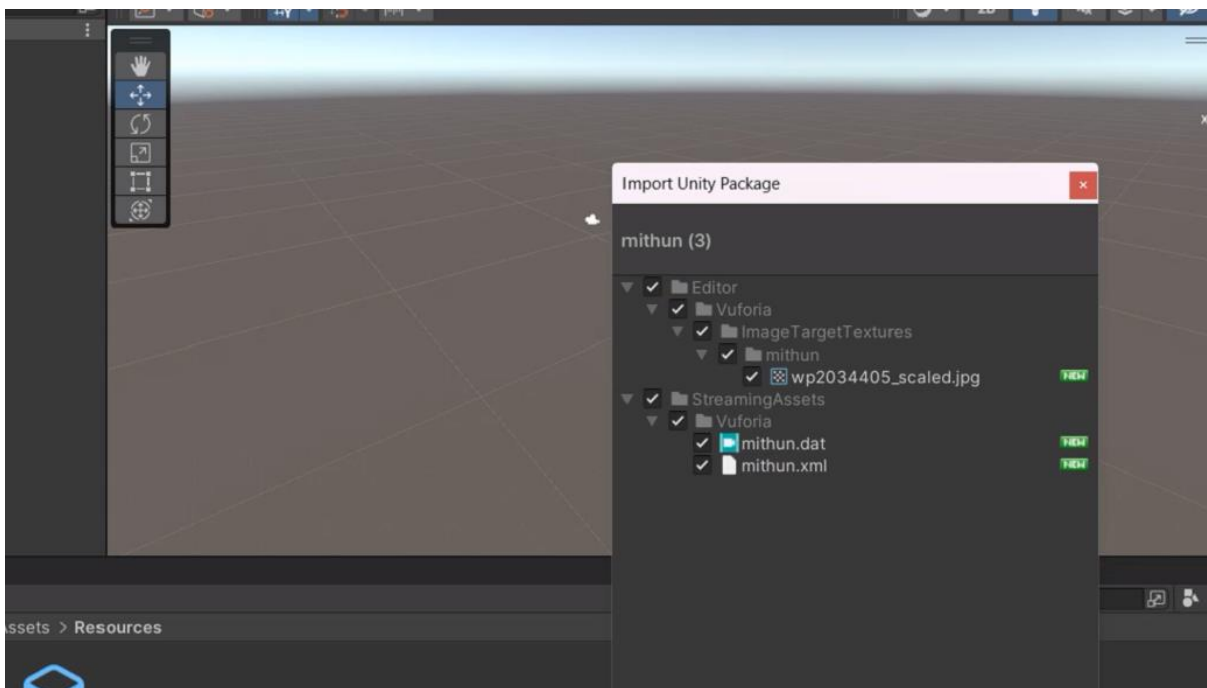 2D
Import Unity Package
mithun (3)
Editor
Vuforia
ImageTargetTextures
mithun
wp2034405_scaled.jpg NEW
StreamingAssets
Vuforia
mithun.dat NEW
mithun.xml NEW
> Resources